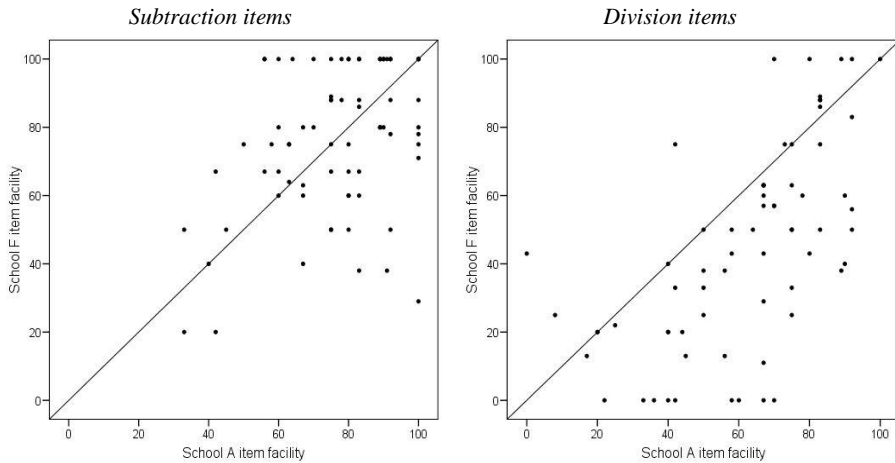 Subtraction items
Division items
100
80
60
40
20
0
School F item facility
0 20 40 60 80 100
School A item facility
100
80
60
40
20
0
School F item facility
0 20 40 60 80 100
School A item facility